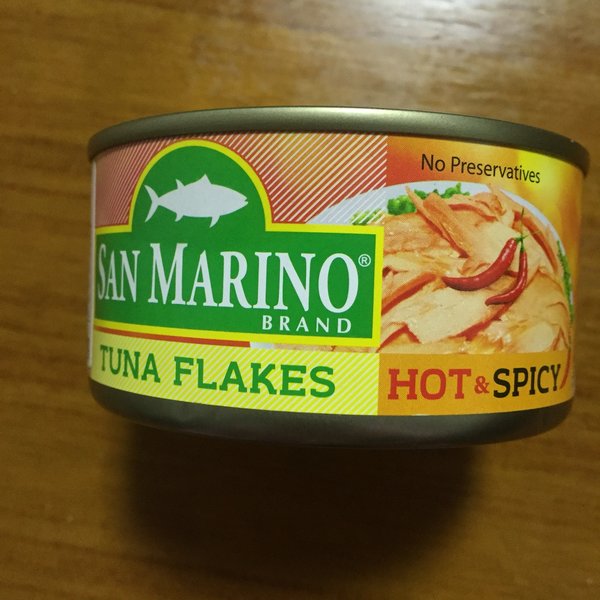 No Preservatives
SAN MARINO®
BRAND
TUNA FLAKES
HOT & SPICY